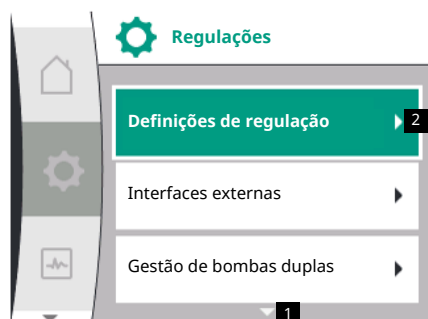 Regulações
Definições de regulação
2
Interfaces externas
Gestão de bombas duplas
1